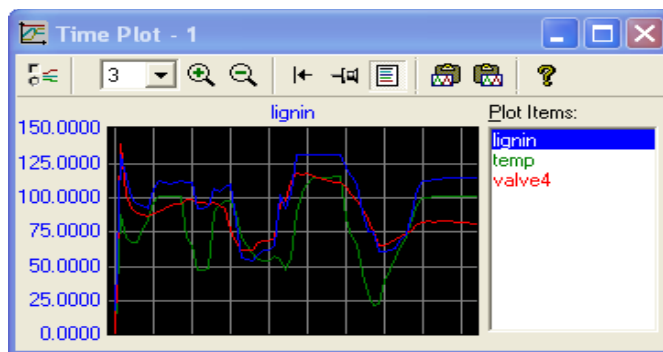 Time Plot - 1
3
lignin
Plot Items:
150.0000
125.0000
100.0000
75.0000
50.0000
25.0000
0.0000
lignin
temp
valve4